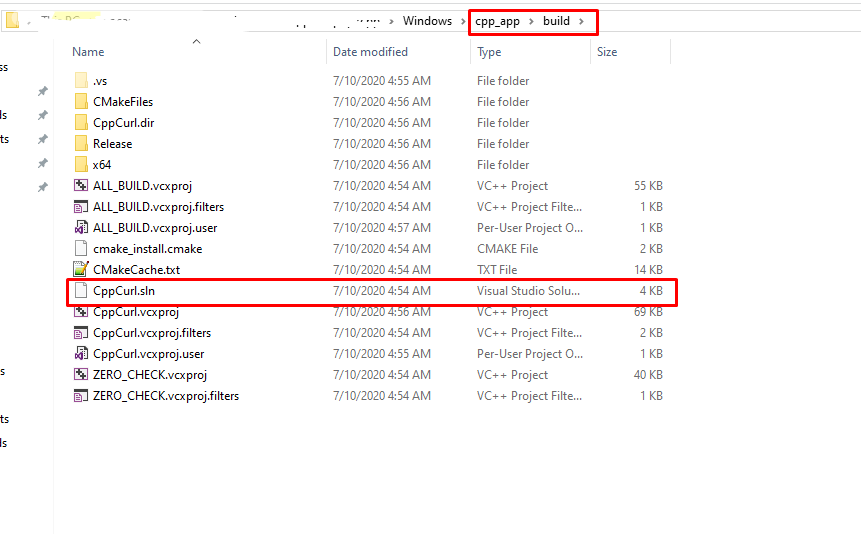 Windows > cpp_app > build >
Name Date modified Type Size
.vs 7/10/2020 4:55 AM File folder
CMakeFiles 7/10/2020 4:56 AM File folder
CppCurl.dir 7/10/2020 4:56 AM File folder
Release 7/10/2020 4:56 AM File folder
x64 7/10/2020 4:56 AM File folder
ALL_BUILD.vcxproj 7/10/2020 4:54 AM VC++ Project 55 KB
ALL_BUILD.vcxproj.filters 7/10/2020 4:54 AM VC++ Project Filte... 1 KB
ALL_BUILD.vcxproj.user 7/10/2020 4:57 AM Per-User Project O... 1 KB
cmake_install.cmake 7/10/2020 4:54 AM CMAKE File 2 KB
CMakeCache.txt 7/10/2020 4:54 AM TXT File 14 KB
CppCurl.sln 7/10/2020 4:54 AM Visual Studio Solu... 4 KB
CppCurl.vcxproj 7/10/2020 4:56 AM VC++ Project 69 KB
CppCurl.vcxproj.filters 7/10/2020 4:54 AM VC++ Project Filte... 2 KB
CppCurl.vcxproj.user 7/10/2020 4:55 AM Per-User Project O... 1 KB
ZERO_CHECK.vcxproj 7/10/2020 4:54 AM VC++ Project 40 KB
ZERO_CHECK.vcxproj.filters 7/10/2020 4:54 AM VC++ Project Filte... 1 KB